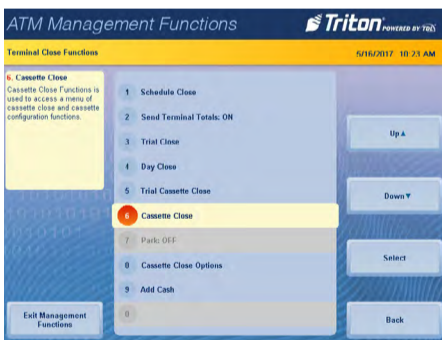 ATM Management Functions
Triton POWERED BY TDL
Terminal Close Functions
5/16/2017 10:23 AM
6. Cassette Close
Cassette Close Functions is
used to access a menu of
cassette close and cassette
configuration functions.
1 Schedule Close
2 Send Terminal Totals: ON
3 Trial Close
4 Day Close
5 Trial Cassette Close
6 Cassette Close
7 Park: OFF
8 Cassette Close Options
9 Add Cash
0
Up ▲
Down ▼
Select
Back
Exit Management
Functions